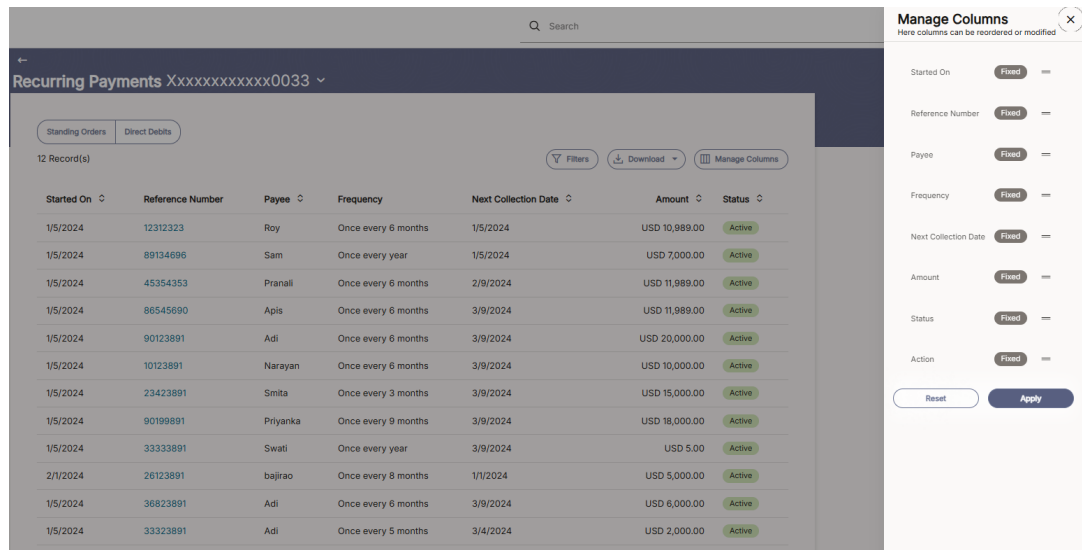 Search
Manage Columns
Here columns can be reordered or modified
Recurring Payments Xxxxxxxxxxxx0033
Standing Orders Direct Debits
12 Record(s)
Filters Download Manage Columns
Started On Reference Number Payee Frequency Next Collection Date Amount Status
1/5/2024 12312323 Roy Once every 6 months 1/5/2024 USD 10,989.00 Active
1/5/2024 89134696 Sam Once every year 1/5/2024 USD 7,000.00 Active
1/5/2024 45354353 Pranali Once every 6 months 2/9/2024 USD 11,989.00 Active
1/5/2024 86545690 Apis Once every 6 months 3/9/2024 USD 11,989.00 Active
1/5/2024 90123891 Adi Once every 6 months 3/9/2024 USD 20,000.00 Active
1/5/2024 10123891 Narayan Once every 6 months 3/9/2024 USD 10,000.00 Active
1/5/2024 23423891 Smita Once every 3 months 3/9/2024 USD 15,000.00 Active
1/5/2024 90199891 Priyanka Once every 9 months 3/9/2024 USD 18,000.00 Active
1/5/2024 33333891 Swati Once every year 3/9/2024 USD 5.00 Active
2/1/2024 26123891 bajirao Once every 8 months 1/1/2024 USD 5,000.00 Active
1/5/2024 36823891 Adi Once every 6 months 3/9/2024 USD 6,000.00 Active
1/5/2024 33323891 Adi Once every 5 months 3/4/2024 USD 2,000.00 Active
Started On Fixed
Reference Number Fixed
Payee Fixed
Frequency Fixed
Next Collection Date Fixed
Amount Fixed
Status Fixed
Action Fixed
Reset Apply